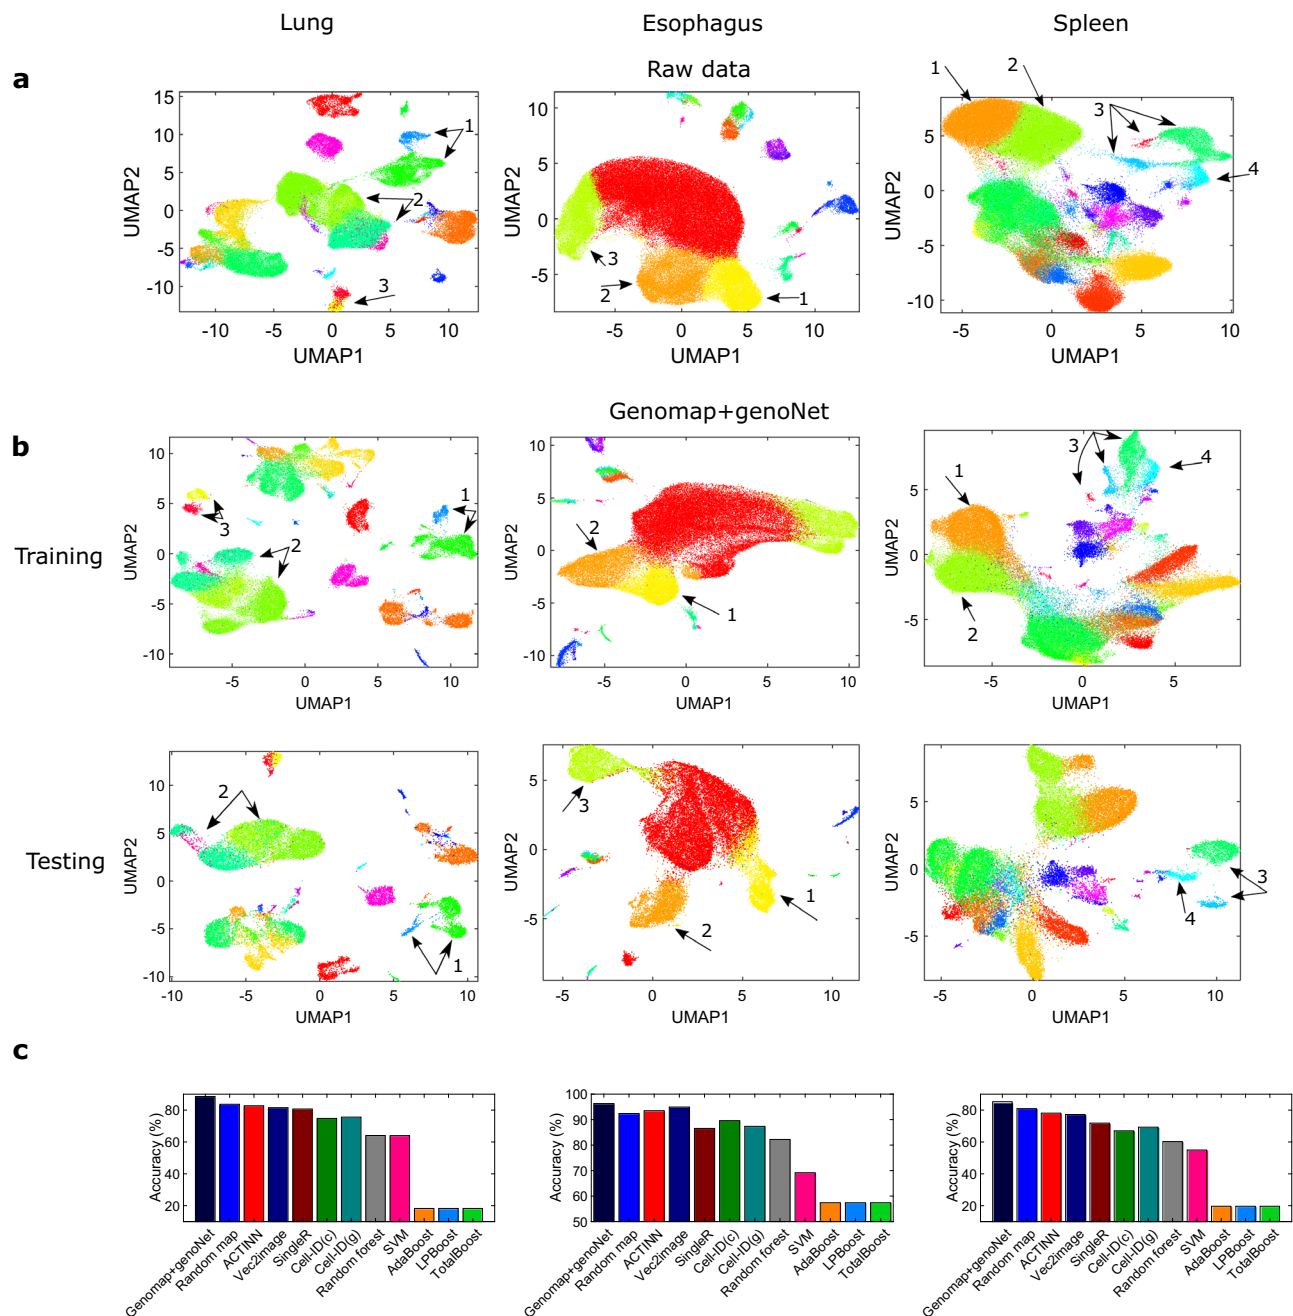 Lung
Esophagus
Spleen
a
Raw data
15
10
5
0
-5
-10
UMAP2
-10
-5
0
5
10
UMAP1
1
2
3
10
5
0
-5
UMAP2
-5
0
5
10
UMAP1
3
2
1
5
0
-5
-10
UMAP2
-5
0
5
10
UMAP1
1
2
3
4
b
Genomap+genoNet
Training
10
5
0
-5
-10
UMAP2
-5
0
5
10
UMAP1
3
2
1
10
5
0
-5
-10
UMAP2
-5
0
5
10
UMAP1
2
1
5
0
-5
UMAP2
-5
0
5
UMAP1
1
2
3
4
Testing
10
5
0
-5
-10
UMAP2
-10
-5
0
5
10
UMAP1
2
1
5
0
-5
UMAP2
-5
0
5
10
UMAP1
3
1
2
5
0
-5
UMAP2
-5
0
5
10
UMAP1
3
4
c
80
60
40
20
Accuracy (%)
Genomap+genoNet
Random map
ACTINN
Vec2image
SingleR
Cell-ID(c)
Cell-ID(g)
Random forest
SVM
AdaBoost
LPBoost
TotalBoost
100
90
80
70
60
50
Accuracy (%)
Genomap+genoNet
Random map
ACTINN
Vec2image
SingleR
Cell-ID(c)
Cell-ID(g)
Random forest
SVM
AdaBoost
LPBoost
TotalBoost
80
60
40
20
Accuracy (%)
Genomap+genoNet
Random map
ACTINN
Vec2image
SingleR
Cell-ID(c)
Cell-ID(g)
Random forest
SVM
AdaBoost
LPBoost
TotalBoost